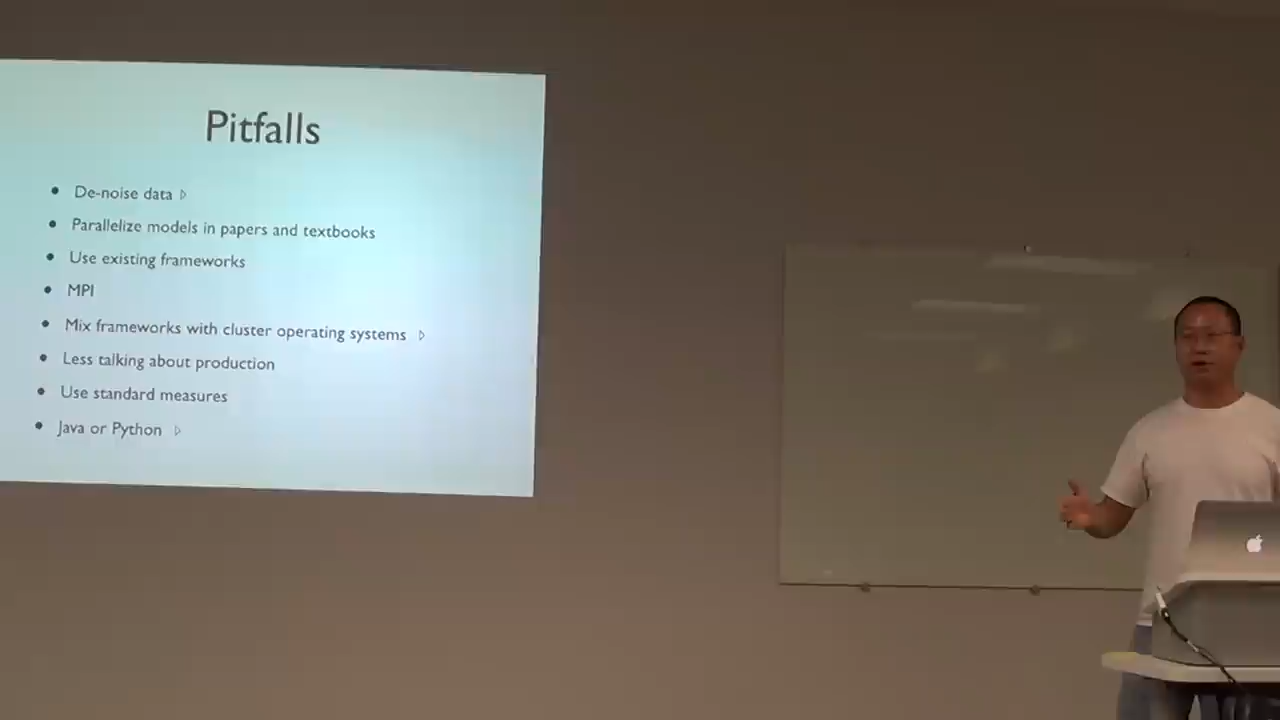 Pitfalls
De-noise data
Parallelize models in papers and textbooks
Use existing frameworks
MPI
Mix frameworks with cluster operating systems
Less talking about production
Use standard measures
Java or Python